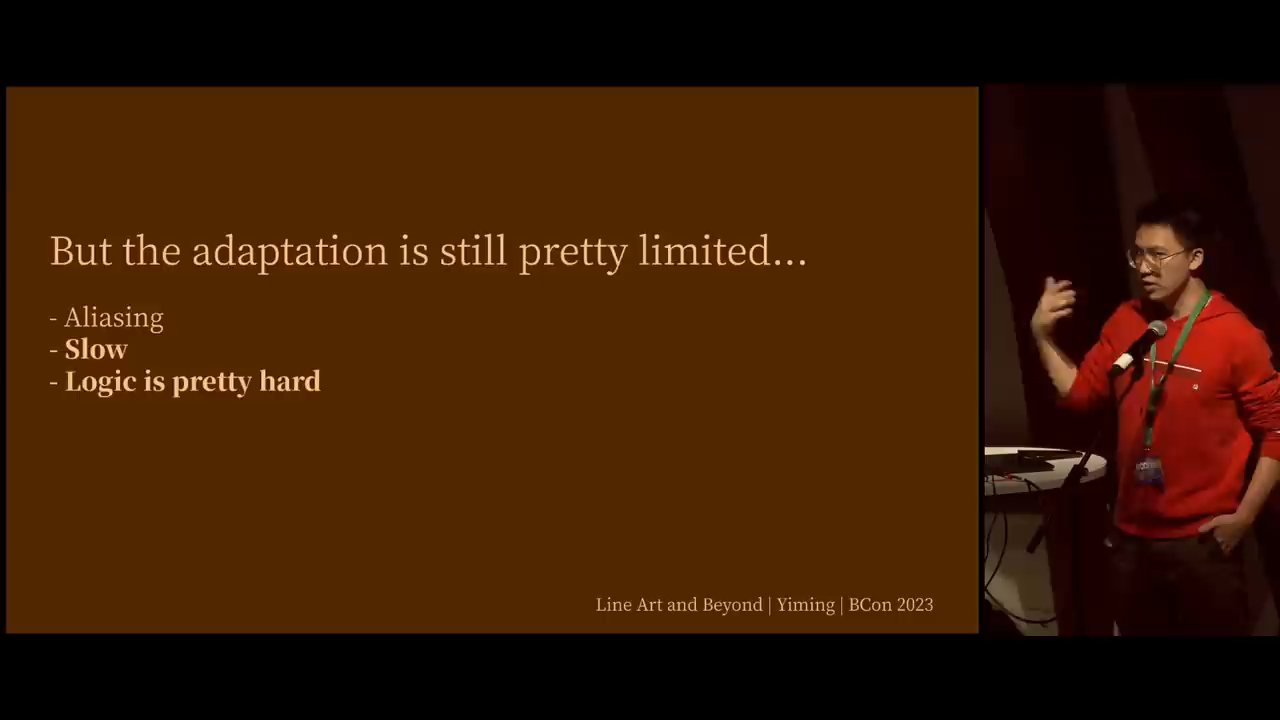 But the adaptation is still pretty limited...
- Aliasing
- Slow
- Logic is pretty hard
Line Art and Beyond | Yiming | BCon 2023